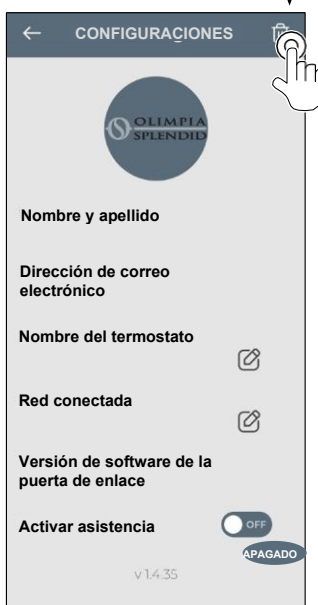 CONFIGURACIONES
OLIMPIA
SPLENDID
Nombre y apellido
Dirección de correo
electrónico
Nombre del termostato
Red conectada
Versión de software de la
puerta de enlace
Activar asistencia
OFF
APAGADO
v 1.4.35